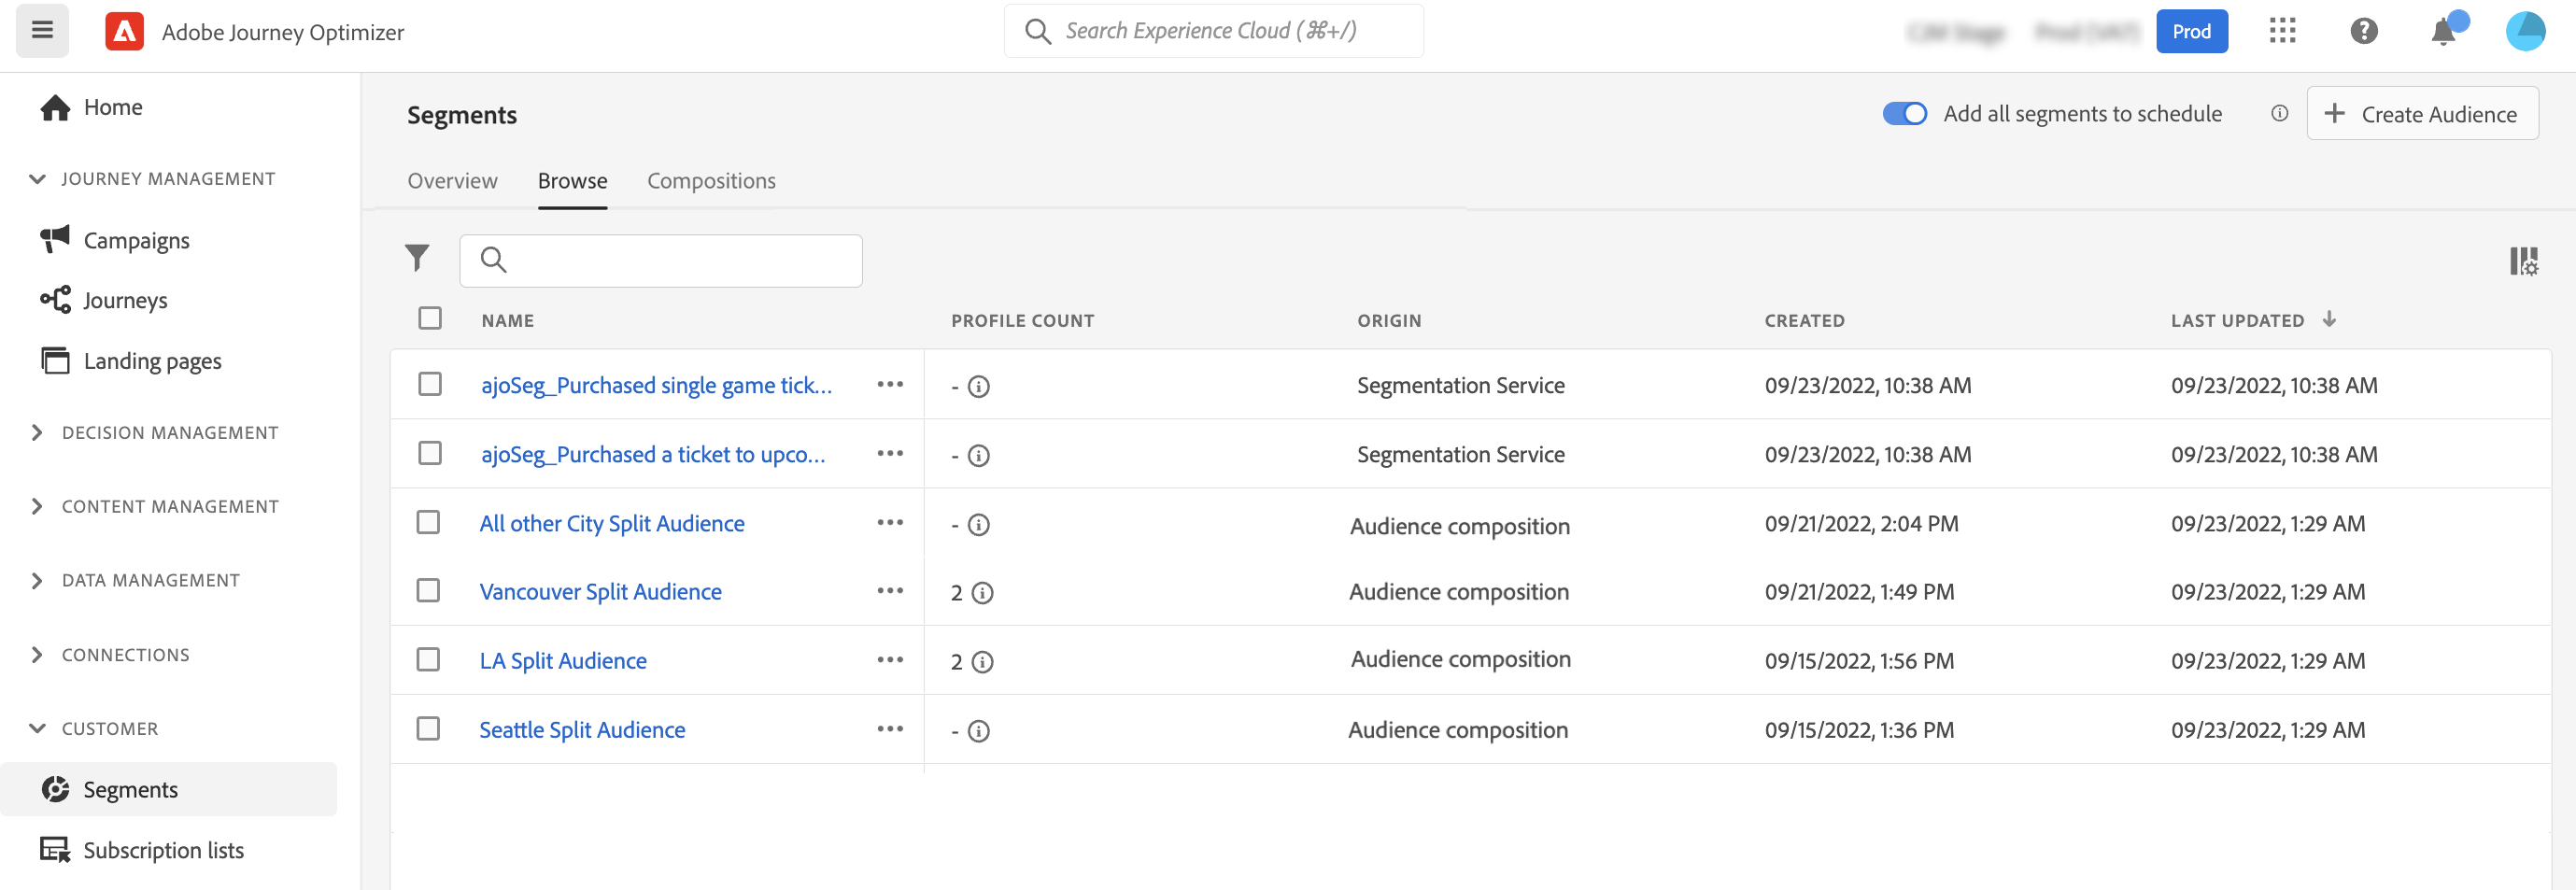 Adobe Journey Optimizer
Search Experience Cloud (⌘+/)
Prod
Home
JOURNEY MANAGEMENT
Campaigns
Journeys
Landing pages
DECISION MANAGEMENT
CONTENT MANAGEMENT
DATA MANAGEMENT
CONNECTIONS
CUSTOMER
Segments
Subscription lists
Segments
Add all segments to schedule
+ Create Audience
Overview Browse Compositions
NAME PROFILE COUNT ORIGIN CREATED LAST UPDATED ↓
ajoSeg_Purchased single game tick... ••• - Segmentation Service 09/23/2022, 10:38 AM 09/23/2022, 10:38 AM
ajoSeg_Purchased a ticket to upco... ••• - Segmentation Service 09/23/2022, 10:38 AM 09/23/2022, 10:38 AM
All other City Split Audience ••• - Audience composition 09/21/2022, 2:04 PM 09/23/2022, 1:29 AM
Vancouver Split Audience ••• 2 Audience composition 09/21/2022, 1:49 PM 09/23/2022, 1:29 AM
LA Split Audience ••• 2 Audience composition 09/15/2022, 1:56 PM 09/23/2022, 1:29 AM
Seattle Split Audience ••• - Audience composition 09/15/2022, 1:36 PM 09/23/2022, 1:29 AM